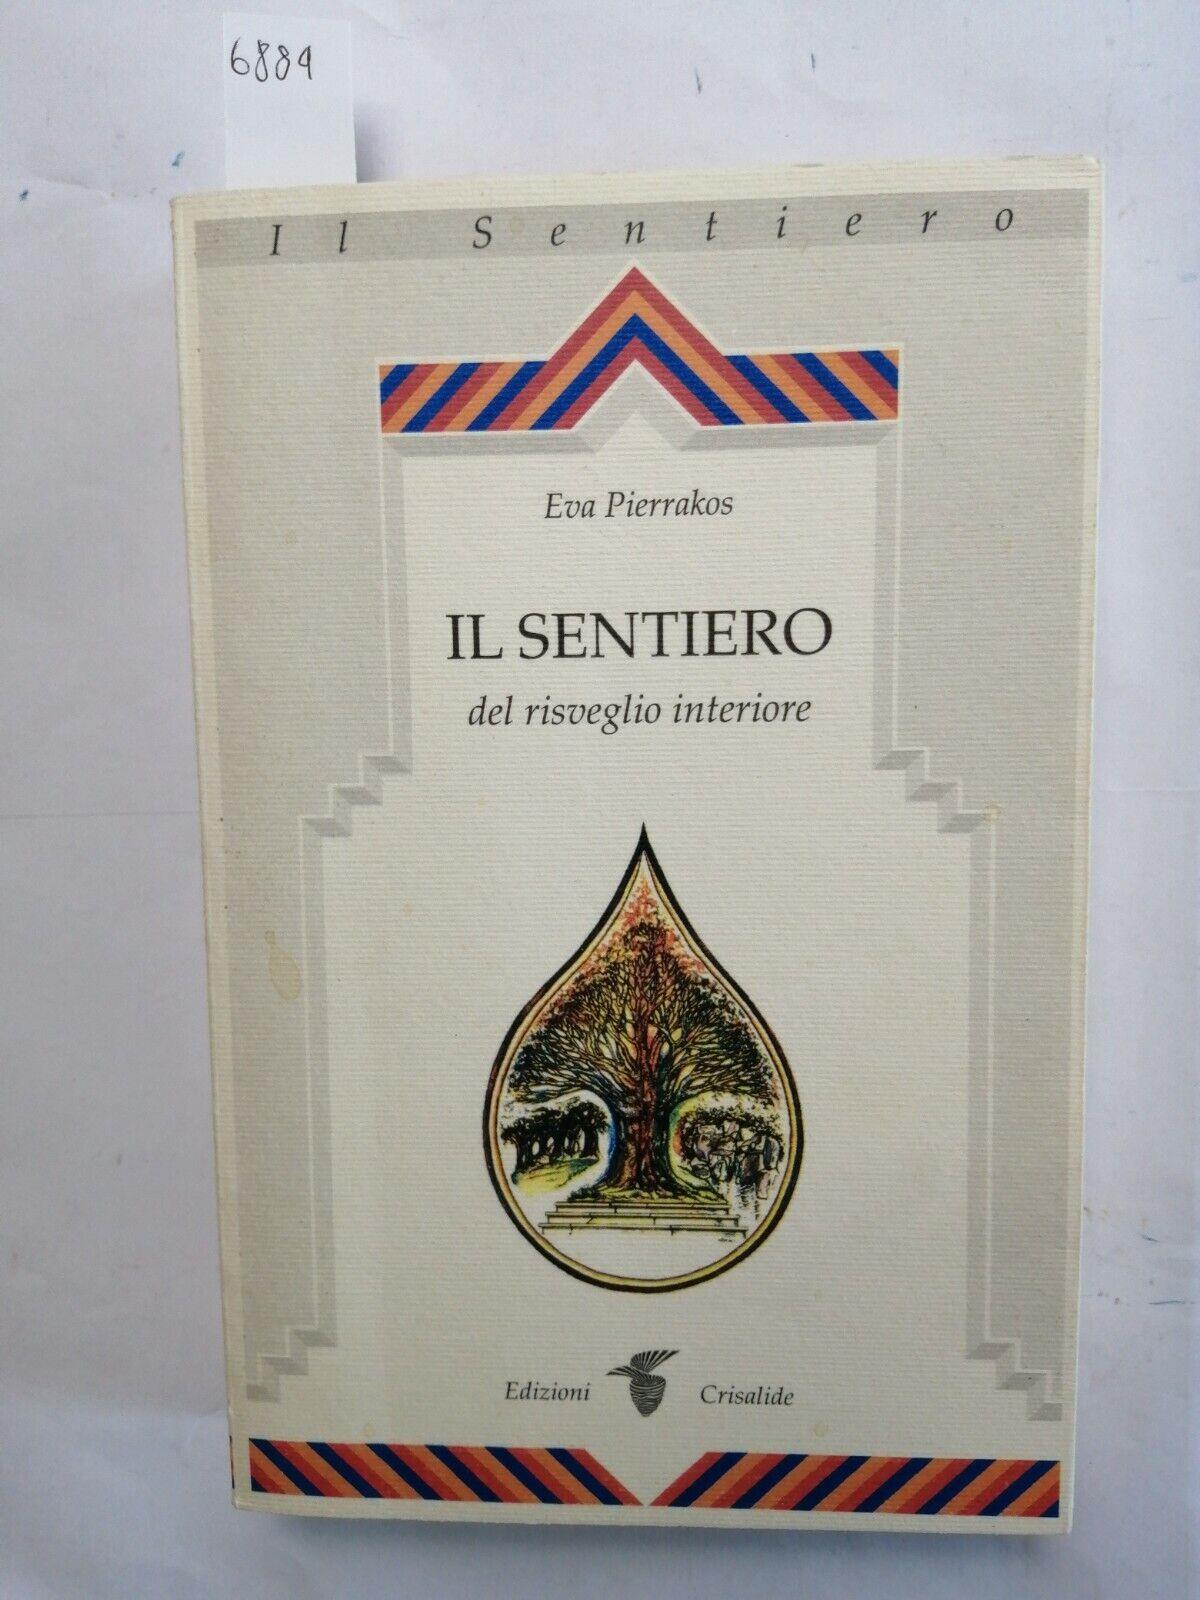 6884
Il Sentiero
Eva Pierrakos
IL SENTIERO
del risveglio interiore
Edizioni Crisalide